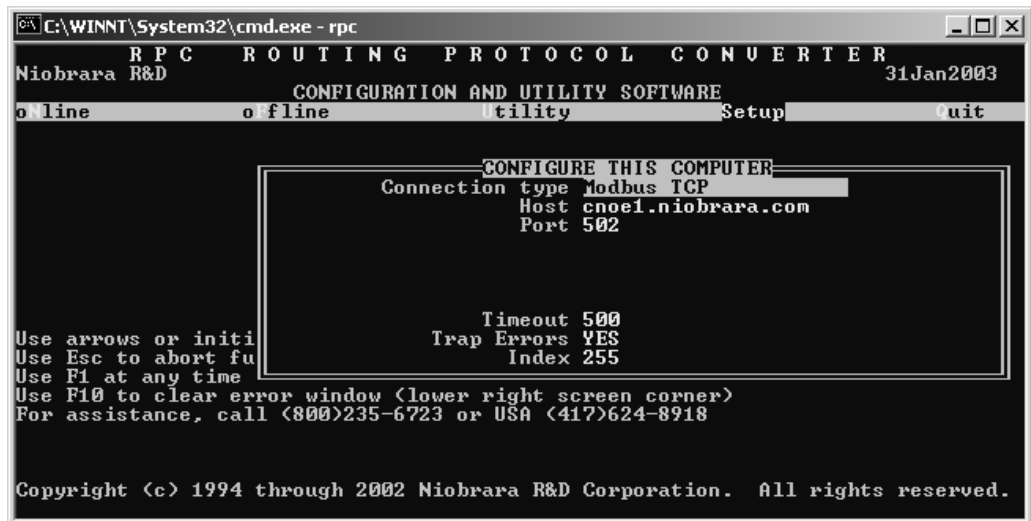 C:\WINNT\System32\cmd.exe - rpc
R P C   R O U T I N G   P R O T O C O L   C O N V E R T E R
Niobrara R&D 31Jan2003
CONFIGURATION AND UTILITY SOFTWARE
oNline oFfline Utility Setup Quit
CONFIGURE THIS COMPUTER
Connection type Modbus TCP
Host cnoe1.niobrara.com
Port 502
Timeout 500
Use arrows or initi Trap Errors YES
Use Esc to abort fu Index 255
Use F1 at any time
Use F10 to clear error window (lower right screen corner)
For assistance, call (800)235-6723 or USA (417)624-8918
Copyright (c) 1994 through 2002 Niobrara R&D Corporation. All rights reserved.